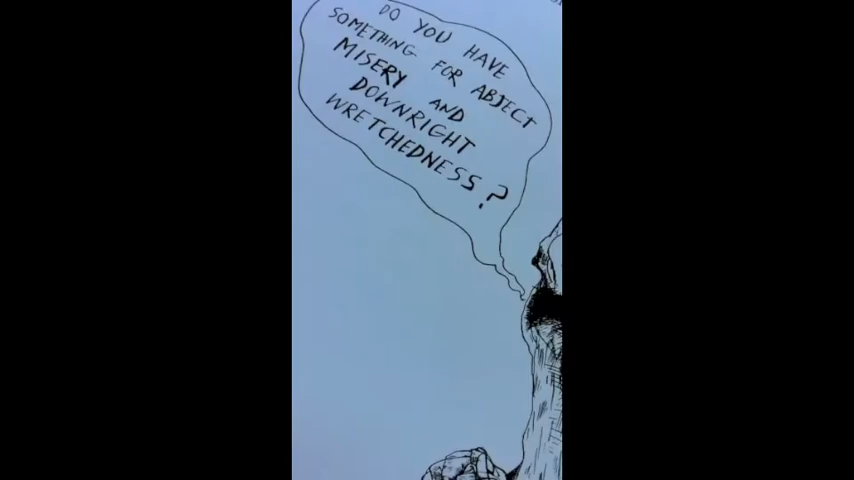 DO YOU HAVE
SOMETHING FOR ABJECT
MISERY AND
DOWNRIGHT
WRETCHEDNESS?